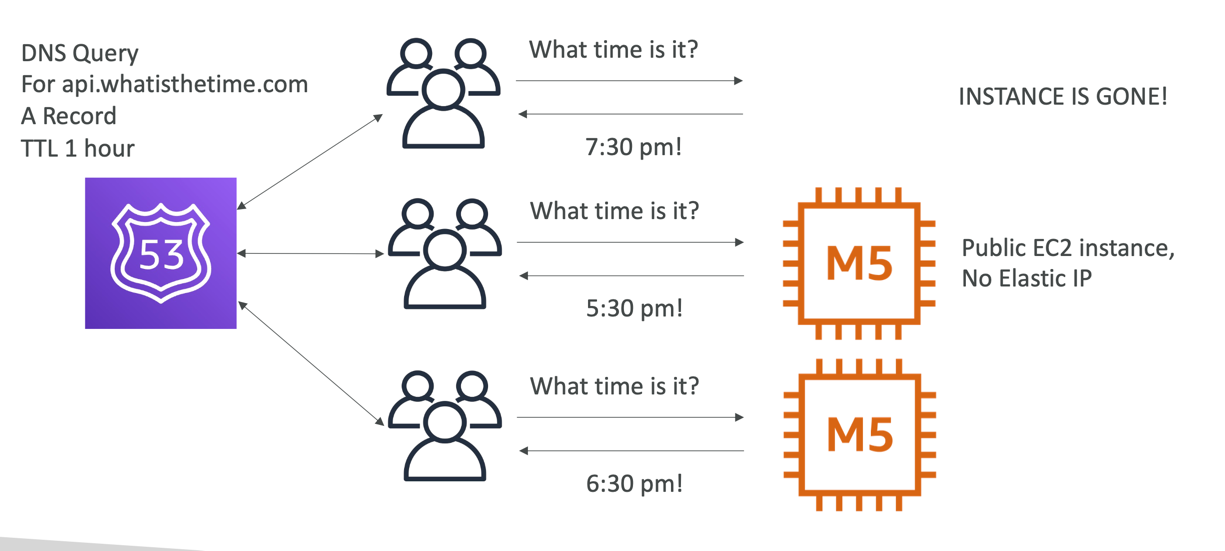 DNS Query
For api.whatisthetime.com
A Record
TTL 1 hour
53
What time is it?
7:30 pm!
INSTANCE IS GONE!
What time is it?
5:30 pm!
M5
Public EC2 instance,
No Elastic IP
What time is it?
6:30 pm!
M5